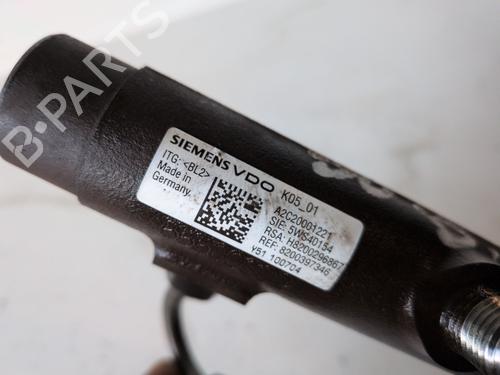 B·PARTS
SIEMENS VDO K05_01
ITG: <BL2>
Made in
Germany.
A2C20001221
SIE: 5WS40154
RSA: H8200296867
REF: 8200397346
Y51 100704